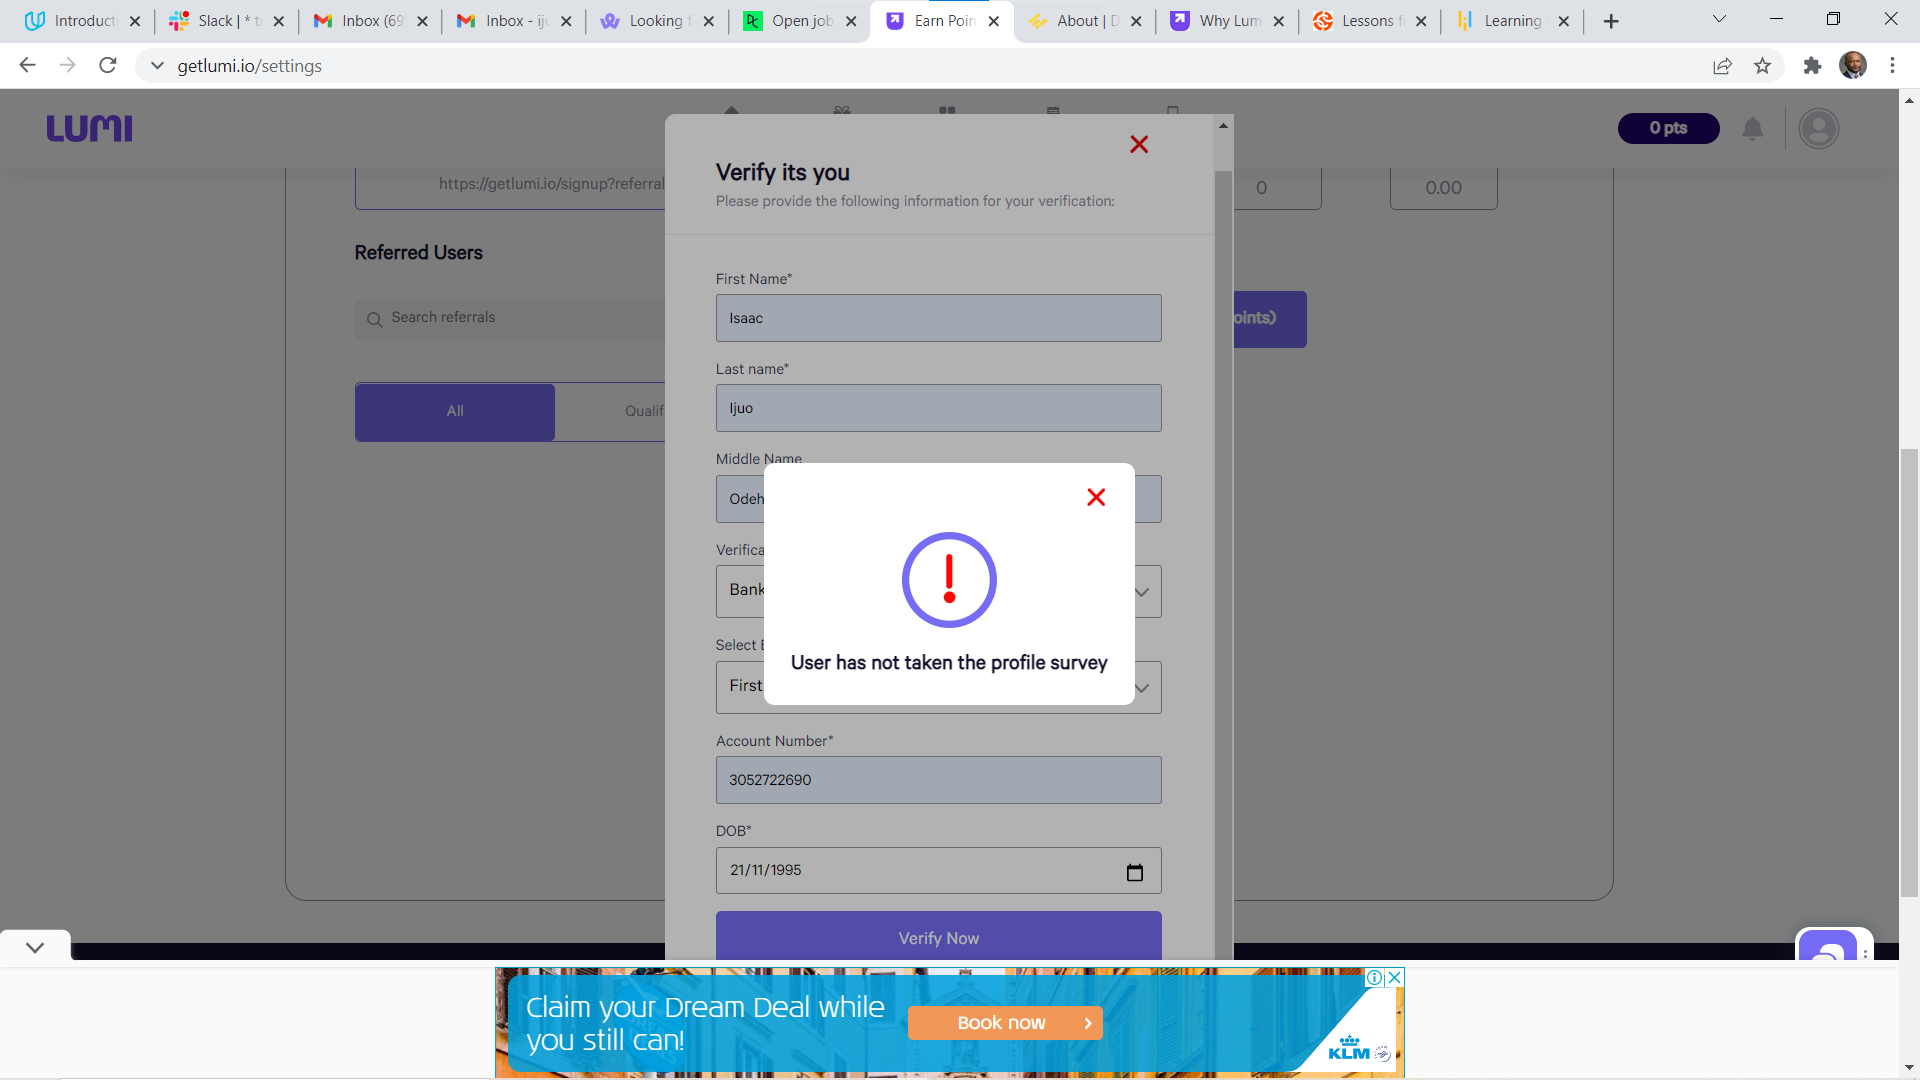 Introducti
Slack | * t
Inbox (69
Inbox - iju
Looking f
Open job
Earn Poin
About | D
Why Lum
Lessons f
Learning
getlumi.io/settings
LUMI
0 pts
https://getlumi.io/signup?referral
0
0.00
Referred Users
Search referrals
oints)
All
Qualif
Verify its you
Please provide the following information for your verification:
First Name*
Isaac
Last name*
Ijuo
Middle Name
Odeh
Verifica
Bank
Select B
First
User has not taken the profile survey
Account Number*
3052722690
DOB*
21/11/1995
Verify Now
Claim your Dream Deal while
you still can!
Book now
KLM